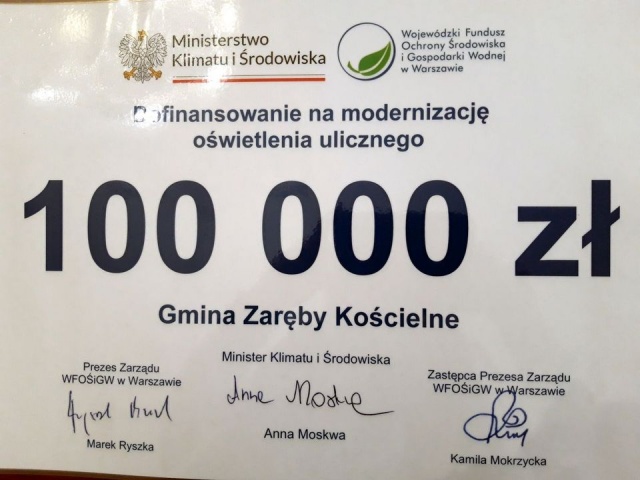 Ministerstwo
Klimatu i Środowiska
Wojewódzki Fundusz
Ochrony Środowiska
i Gospodarki Wodnej
w Warszawie
Dofinansowanie na modernizację
oświetlenia ulicznego
100 000 zł
Gmina Zaręby Kościelne
Prezes Zarządu
WFOŚiGW w Warszawie
Marek Ryszka
Minister Klimatu i Środowiska
Anna Moskwa
Anna Moskwa
Zastępca Prezesa Zarządu
WFOŚiGW w Warszawie
Kamila Mokrzycka